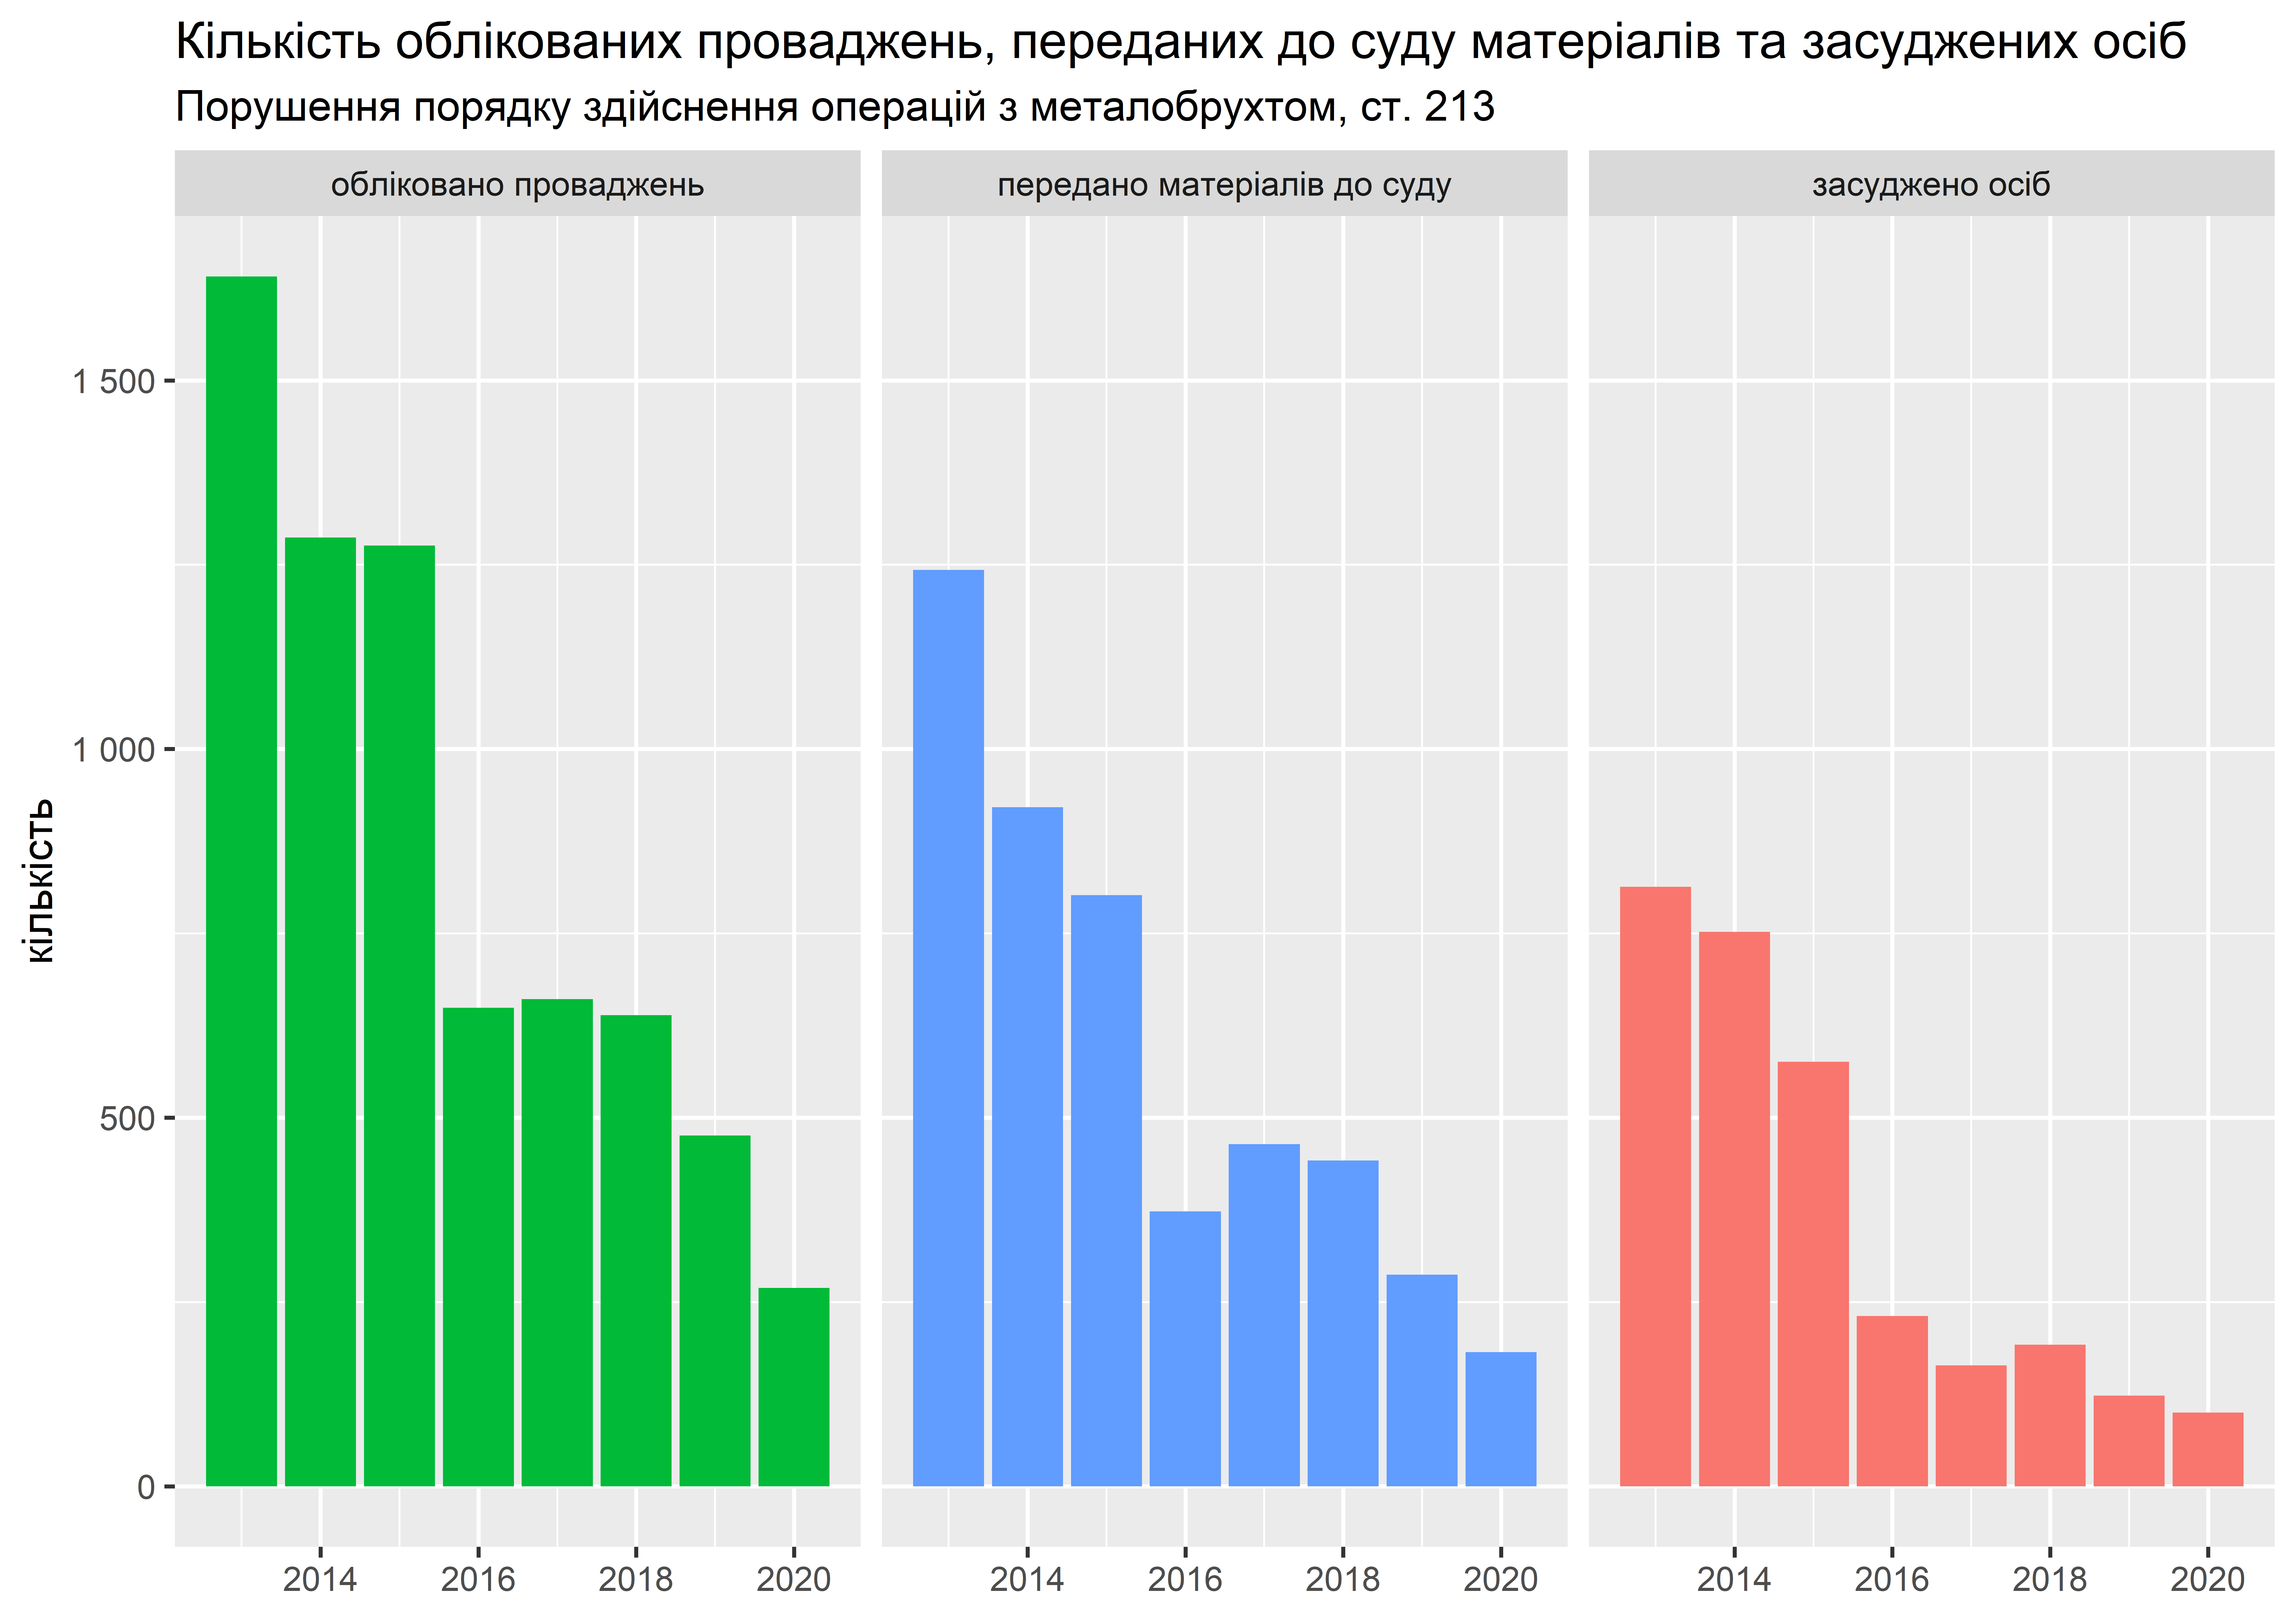 Кількість облікованих проваджень, переданих до суду матеріалів та засуджених осіб
Порушення порядку здійснення операцій з металобрухтом, ст. 213
обліковано проваджень
передано матеріалів до суду
засуджено осіб
кількість
1 500
1 000
500
0
2014 2016 2018 2020
2014 2016 2018 2020
2014 2016 2018 2020